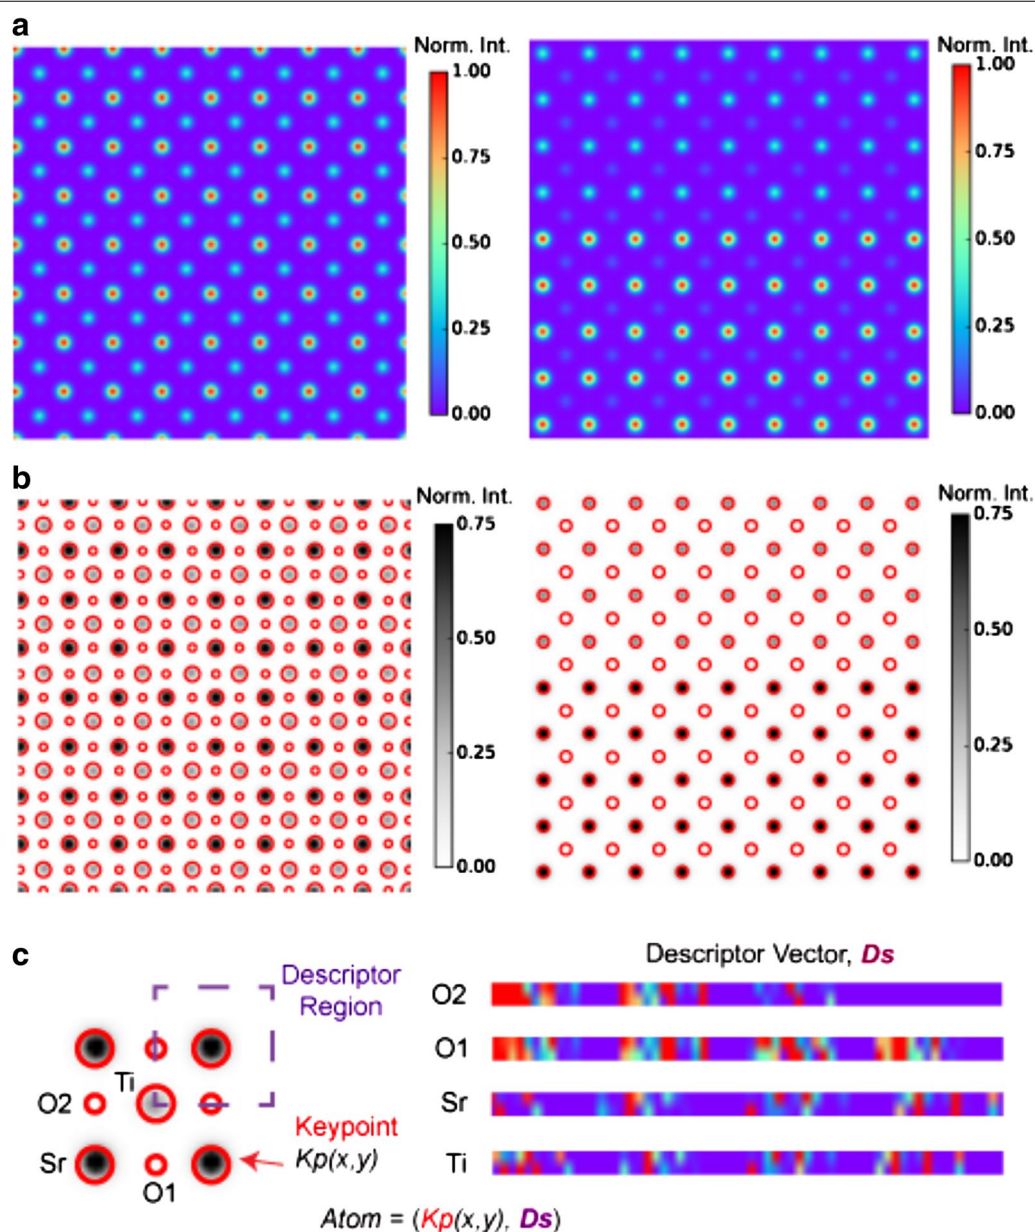 a
Norm. Int.
1.00
0.75
0.50
0.25
0.00
Norm. Int.
1.00
0.75
0.50
0.25
0.00
b
Norm. Int.
0.75
0.50
0.25
0.00
Norm. Int.
0.75
0.50
0.25
0.00
c
Descriptor
Region
Ti
O2
Sr
O1
Keypoint
Kp(x,y)
Descriptor Vector, Ds
O2
O1
Sr
Ti
Atom = (Kp(x,y), Ds)